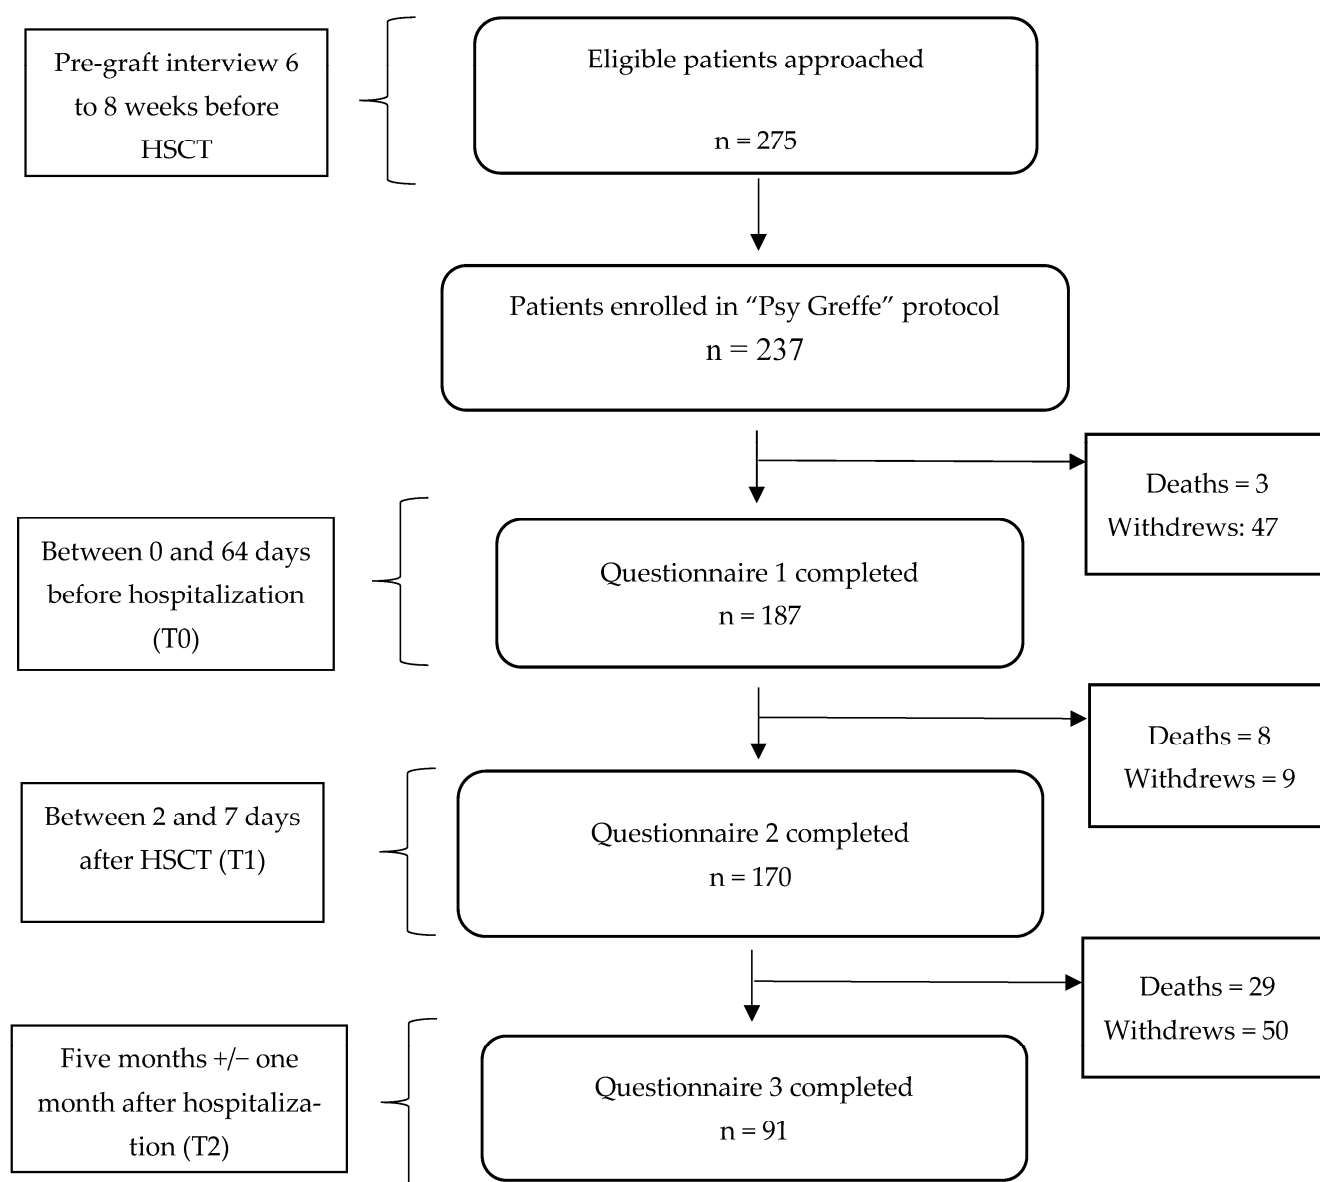 Pre-graft interview 6
to 8 weeks before
HSCT
Eligible patients approached
n = 275
Patients enrolled in “Psy Greffe” protocol
n = 237
Deaths = 3
Withdrews: 47
Between 0 and 64 days
before hospitalization
(T0)
Questionnaire 1 completed
n = 187
Deaths = 8
Withdrews = 9
Between 2 and 7 days
after HSCT (T1)
Questionnaire 2 completed
n = 170
Deaths = 29
Withdrews = 50
Five months +/− one
month after hospitaliza-
tion (T2)
Questionnaire 3 completed
n = 91